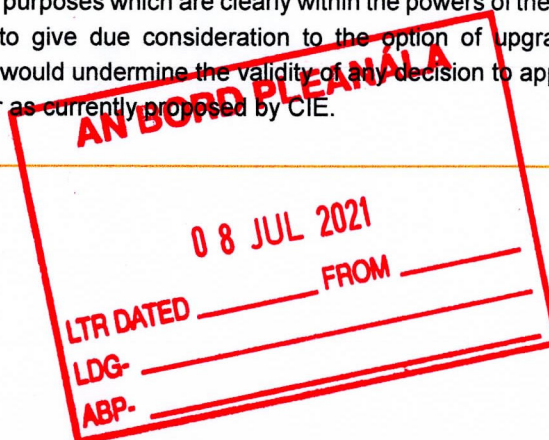 purposes which are clearly within the powers of the
to give due consideration to the option of upgra
would undermine the validity of any decision to app
as currently proposed by CIE.
AN BORD PLEANÁLA
08 JUL 2021
LTR DATED FROM
LDG-
ABP-